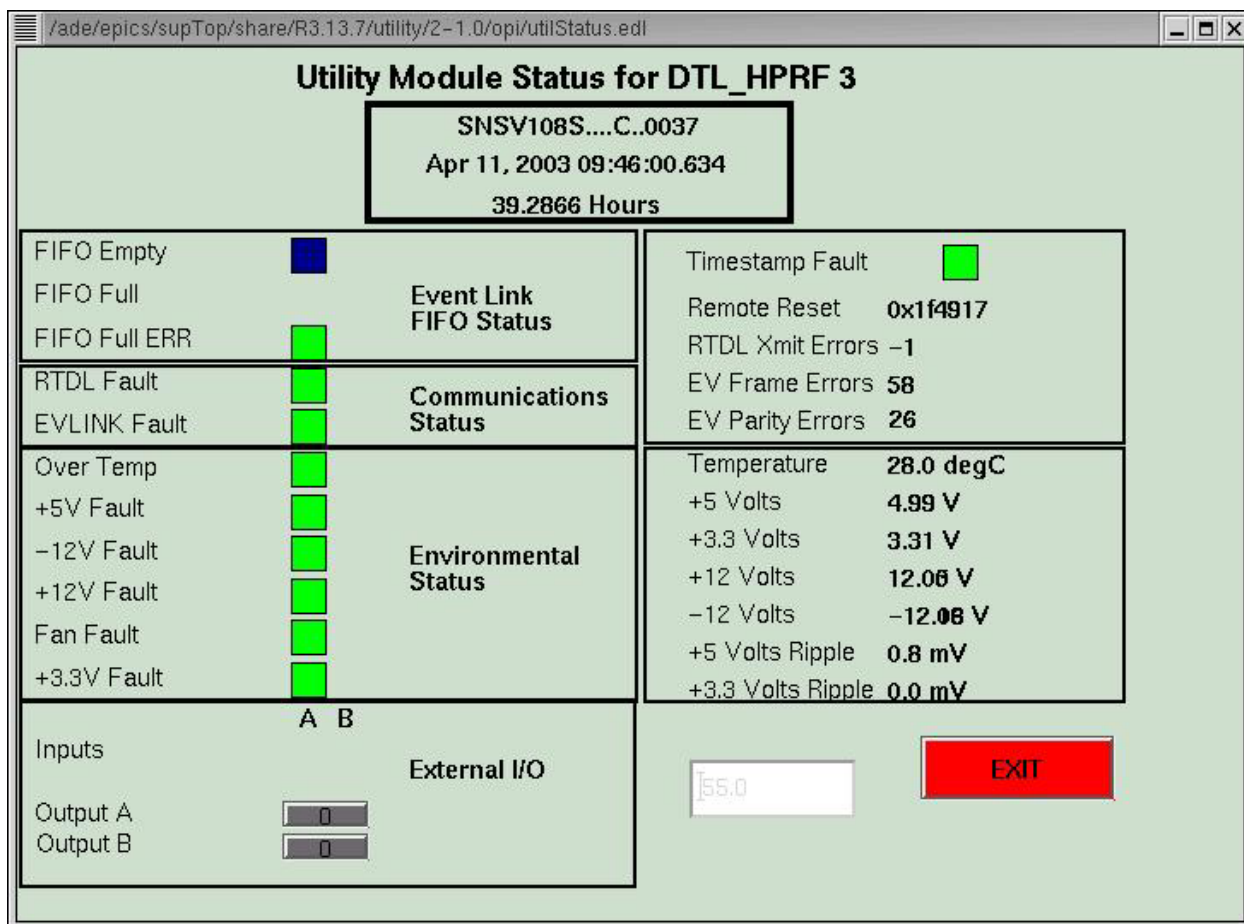 /ade/epics/supTop/share/R3.13.7/utility/2-1.0/opi/utilStatus.edl
Utility Module Status for DTL_HPRF 3
SNSV108S....C..0037
Apr 11, 2003 09:46:00.634
39.2866 Hours
FIFO Empty
FIFO Full
FIFO Full ERR
Event Link
FIFO Status
RTDL Fault
EVLINK Fault
Communications
Status
Over Temp
+5V Fault
-12V Fault
+12V Fault
Fan Fault
+3.3V Fault
Environmental
Status
A B
Inputs
External I/O
Output A 0
Output B 0
Timestamp Fault
Remote Reset 0x1f4917
RTDL Xmit Errors -1
EV Frame Errors 58
EV Parity Errors 26
Temperature 28.0 degC
+5 Volts 4.99 V
+3.3 Volts 3.31 V
+12 Volts V
-12 Volts V
+5 Volts Ripple 0.8 mV
+3.3 Volts Ripple 0.0 mV
55.0
EXIT